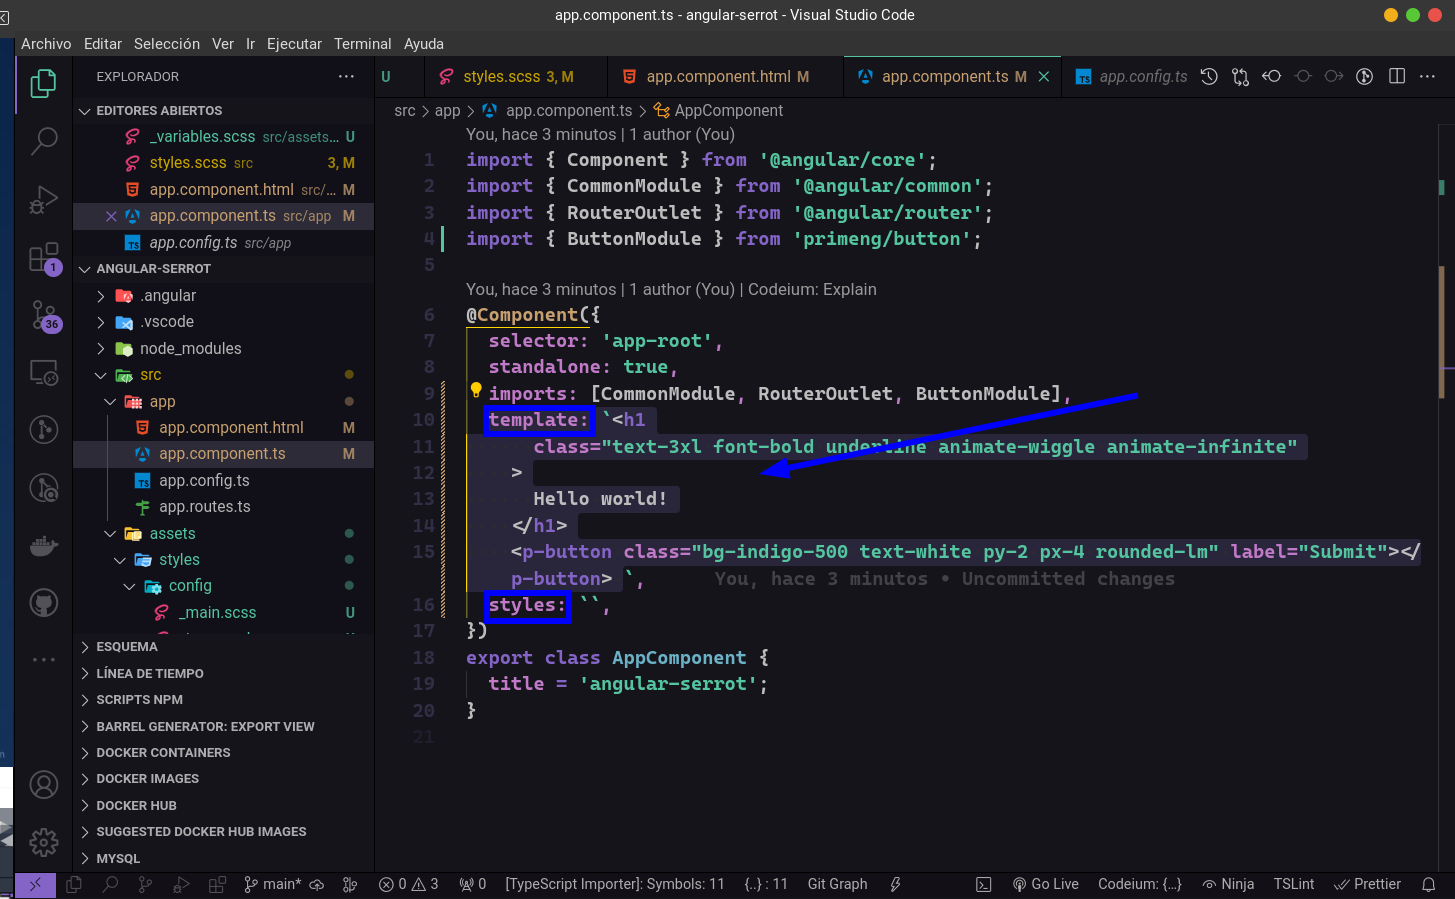 app.component.ts - angular-serrot - Visual Studio Code
Archivo Editar Selección Ver Ir Ejecutar Terminal Ayuda
EXPLORADOR ···
U styles.scss 3, M app.component.html M app.component.ts M app.config.ts
EDITORES ABIERTOS
_variables.scss src/assets... U
styles.scss src 3, M
app.component.html src/... M
app.component.ts src/app M
app.config.ts src/app
ANGULAR-SERROT
.angular
.vscode
node_modules
src
app
app.component.html M
app.component.ts M
app.config.ts
app.routes.ts
assets
styles
config
_main.scss U
ESQUEMA
LÍNEA DE TIEMPO
SCRIPTS NPM
BARREL GENERATOR: EXPORT VIEW
DOCKER CONTAINERS
DOCKER IMAGES
DOCKER HUB
SUGGESTED DOCKER HUB IMAGES
MYSQL
1
36
src > app > app.component.ts > AppComponent
You, hace 3 minutos | 1 author (You)
1 import { Component } from '@angular/core';
2 import { CommonModule } from '@angular/common';
3 import { RouterOutlet } from '@angular/router';
4 import { ButtonModule } from 'primeng/button';
5
You, hace 3 minutos | 1 author (You) | Codeium: Explain
6 @Component({
7 selector: 'app-root',
8 standalone: true,
9 imports: [CommonModule, RouterOutlet, ButtonModule],
10 template: `<h1
11 class="text-3xl font-bold underline animate-wiggle animate-infinite"
12 >
13 Hello world!
14 </h1>
15 <p-button class="bg-indigo-500 text-white py-2 px-4 rounded-lm" label="Submit"></
p-button> `, You, hace 3 minutos • Uncommitted changes
16 styles: ``,
17 })
18 export class AppComponent {
19 title = 'angular-serrot';
20 }
21
main* 0 3 0 [TypeScript Importer]: Symbols: 11 {..} : 11 Git Graph Go Live Codeium: {...} Ninja TSLint Prettier